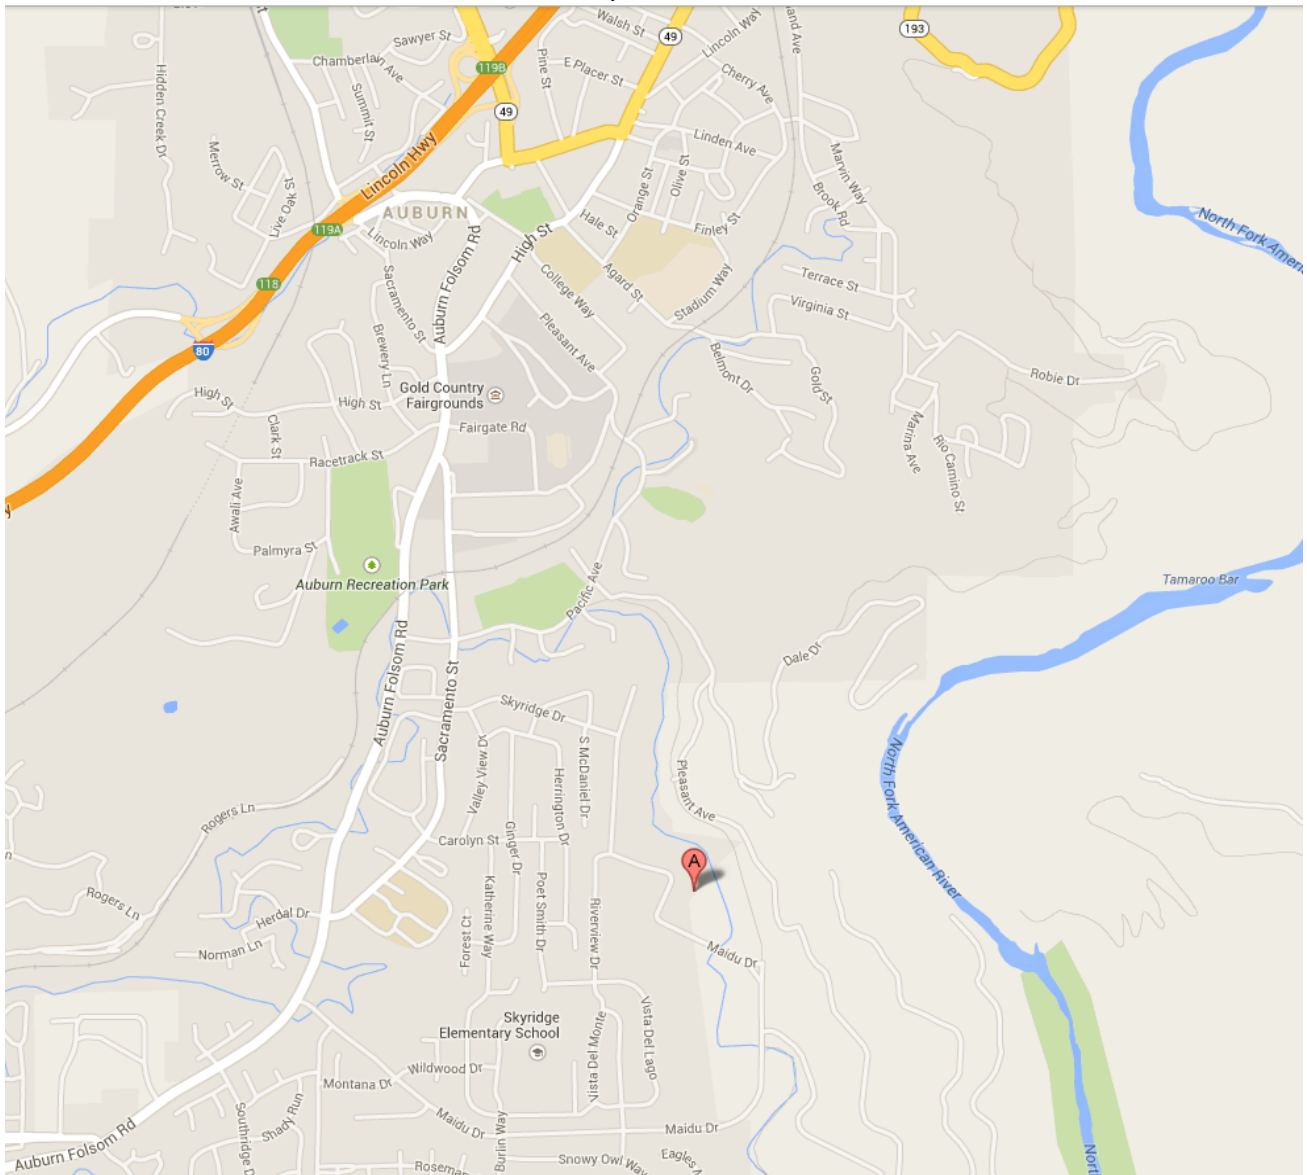 Walsh St
Sawyer St
49
Lincoln Way
193
Chamberlain Ave
119B
Pine St
E Placer St
Cherry Ave
Hidden Creek Dr
Summit St
49
Linden Ave
Merrow St
Lincoln Hwy
Orange St
Olive St
Marvin Way
Live Oak St
AUBURN
Brook Rd
119A
Lincoln Way
Hale St
Finley St
North Fork Ameri
High St
Auburn Folsom Rd
118
Sacramento St
College Way
Agard St
Stadium Way
Terrace St
Virginia St
80
Brewery Ln
Pleasant Ave
Belmont Dr
Gold St
Robie Dr
Gold Country
Fairgrounds
High St
High St
Clark St
Fairgate Rd
Marina Ave
Rio Camino St
Racetrack St
Awali Ave
Palmyra St
Auburn Recreation Park
Pacific Ave
Tamaroo Bar
Auburn Folsom Rd
Dale Dr
Sacramento St
Skyridge Dr
Valley View Dr
S McDaniel Dr
Herrington Dr
Pleasant Ave
North Fork American River
Rogers Ln
Carolyn St
Ginger Dr
A
Rogers Ln
Herdal Dr
Katherine Way
Poet Smith Dr
Riverview Dr
Forest Ct
Norman Ln
Maidu Dr
Skyridge
Elementary School
Vista Del Monte
Vista Del Lago
Wildwood Dr
Montana Dr
Shady Run
Southridge D
Maidu Dr
Burlin Way
Maidu Dr
Auburn Folsom Rd
Rosema
Snowy Owl Way
Eagles
Nort